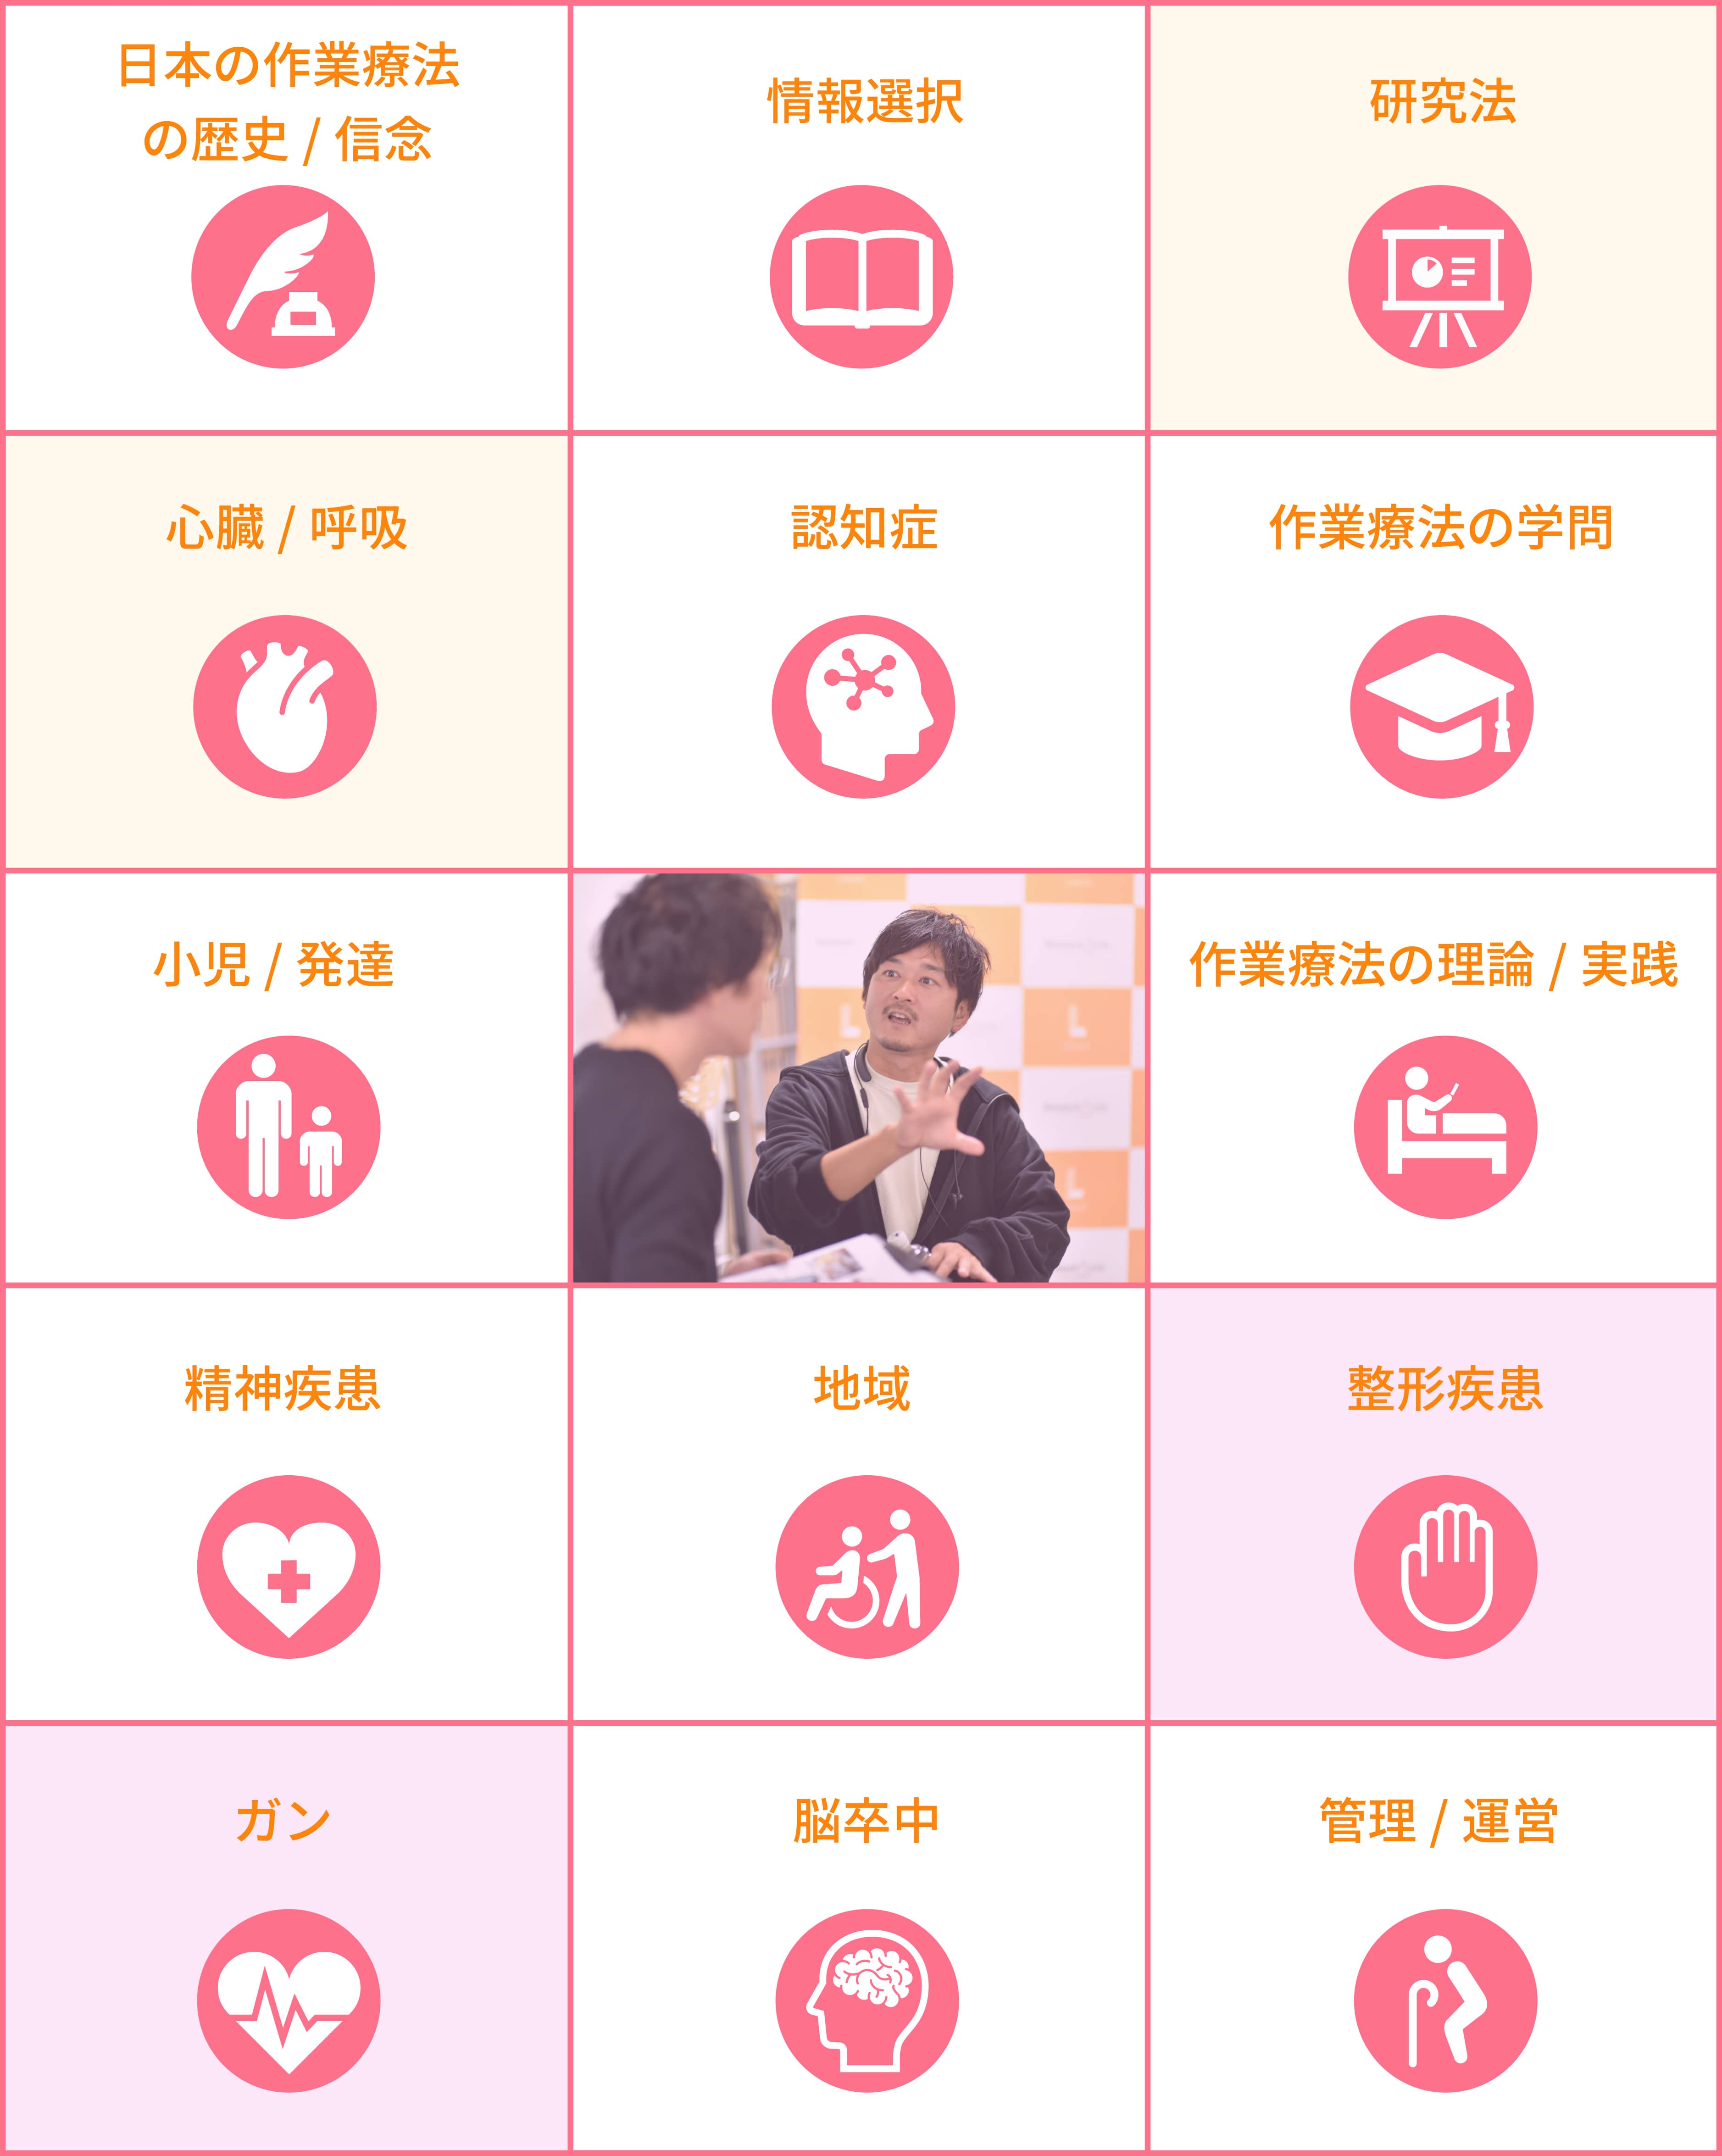 日本の作業療法
の歴史 / 信念
情報選択
研究法
心臓 / 呼吸
認知症
作業療法の学問
小児 / 発達
作業療法の理論 / 実践
精神疾患
地域
整形疾患
ガン
脳卒中
管理 / 運営